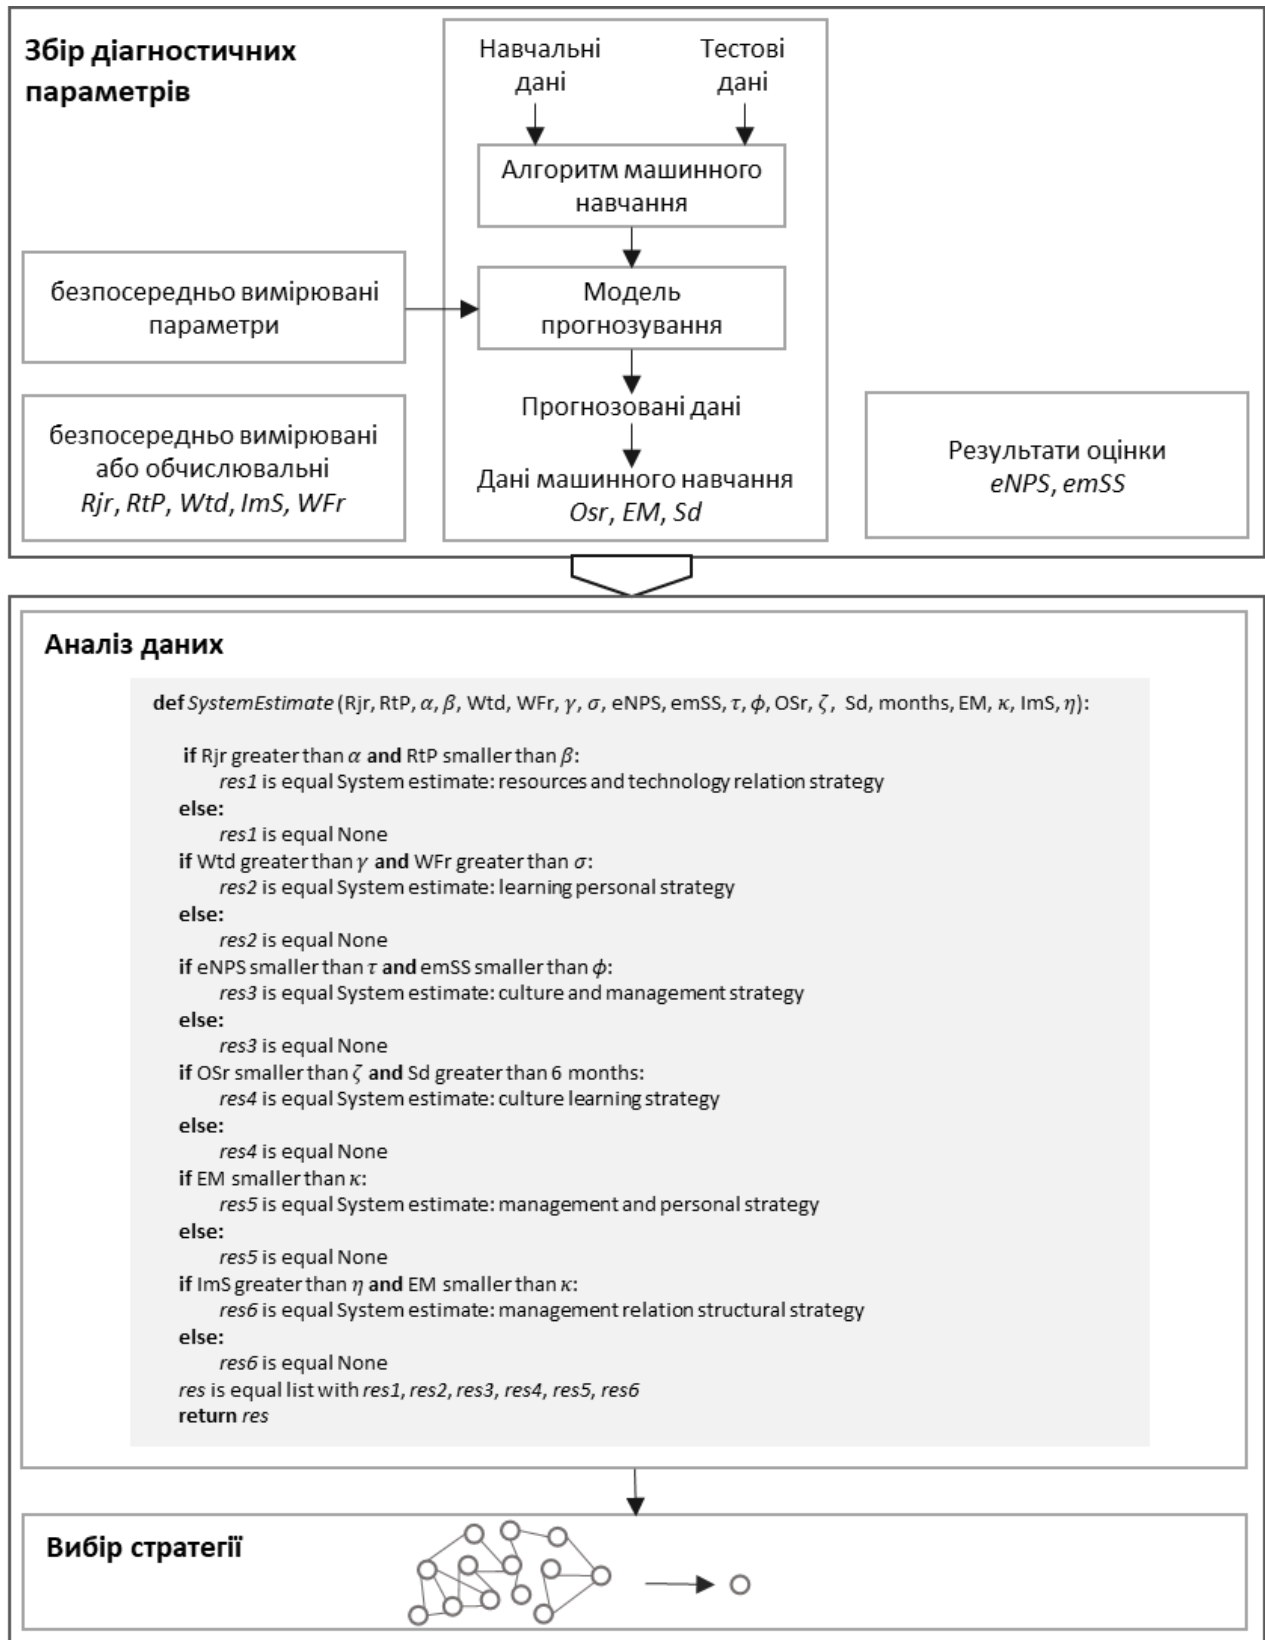 Збір діагностичних
параметрів
Навчальні
дані
Тестові
дані
Алгоритм машинного
навчання
безпосередньо вимірювані
параметри
Модель
прогнозування
Прогнозовані дані
безпосередньо вимірювані
або обчислювальні
Rjr, RtP, Wtd, ImS, WFr
Дані машинного навчання
Osr, EM, Sd
Результати оцінки
eNPS, emSS
Аналіз даних
def SystemEstimate (Rjr, RtP, α, β, Wtd, WFr, γ, σ, eNPS, emSS, τ, ϕ, OSr, ζ, Sd, months, EM, κ, ImS, η):
if Rjr greater than α and RtP smaller than β:
res1 is equal System estimate: resources and technology relation strategy
else:
res1 is equal None
if Wtd greater than γ and WFr greater than σ:
res2 is equal System estimate: learning personal strategy
else:
res2 is equal None
if eNPS smaller than τ and emSS smaller than ϕ:
res3 is equal System estimate: culture and management strategy
else:
res3 is equal None
if OSr smaller than ζ and Sd greater than 6 months:
res4 is equal System estimate: culture learning strategy
else:
res4 is equal None
if EM smaller than κ:
res5 is equal System estimate: management and personal strategy
else:
res5 is equal None
if ImS greater than η and EM smaller than κ:
res6 is equal System estimate: management relation structural strategy
else:
res6 is equal None
res is equal list with res1, res2, res3, res4, res5, res6
return res
Вибір стратегії